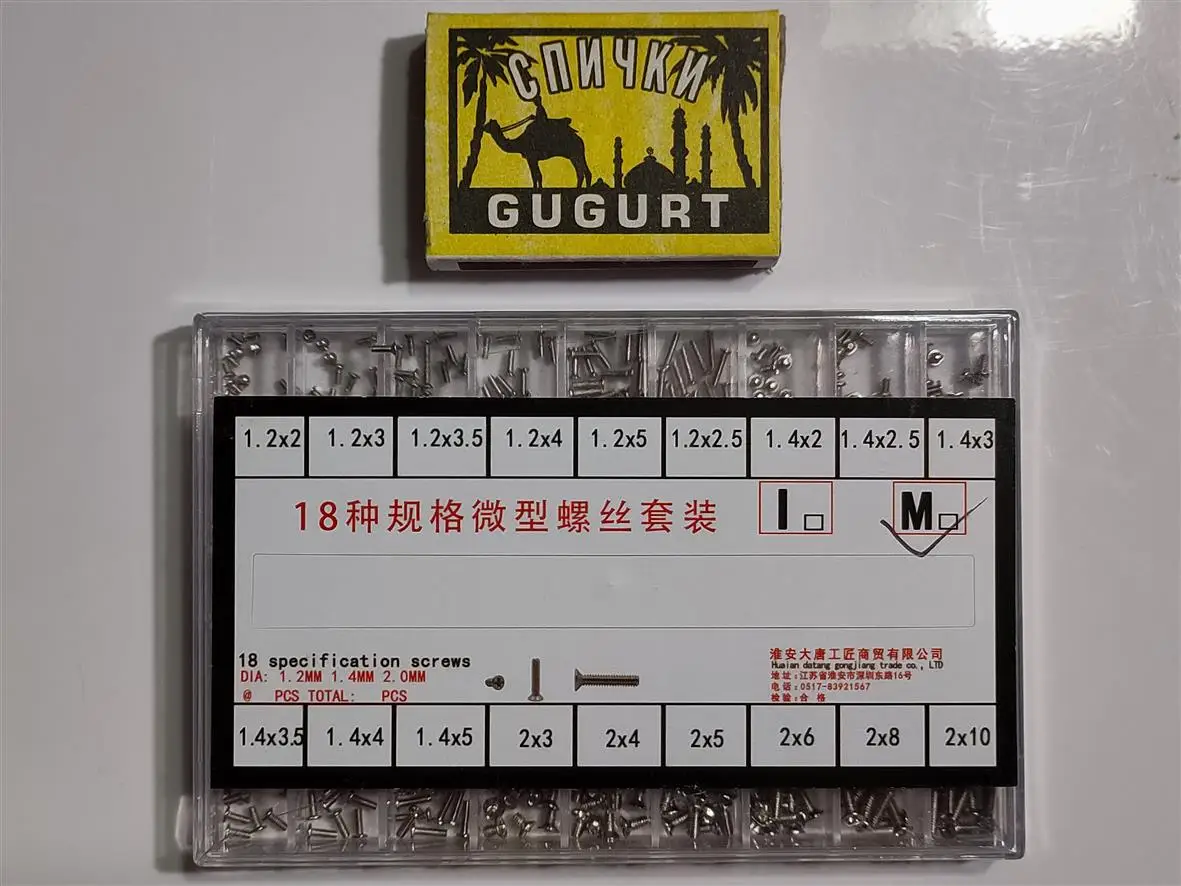 СПИЧКИ
GUGURT
1.2x2 1.2x3 1.2x3.5 1.2x4 1.2x5 1.2x2.5 1.4x2 1.4x2.5 1.4x3
18种规格微型螺丝套装
I□ M□
18 specification screws
DIA: 1.2MM 1.4MM 2.0MM
@ PCS TOTAL: PCS
淮安大唐工匠商贸有限公司
Huaian datang gongjiang trade co., LTD
地址:江苏省淮安市深圳东路16号
电话:0517-83921567
检验:合 格
1.4x3.5 1.4x4 1.4x5 2x3 2x4 2x5 2x6 2x8 2x10